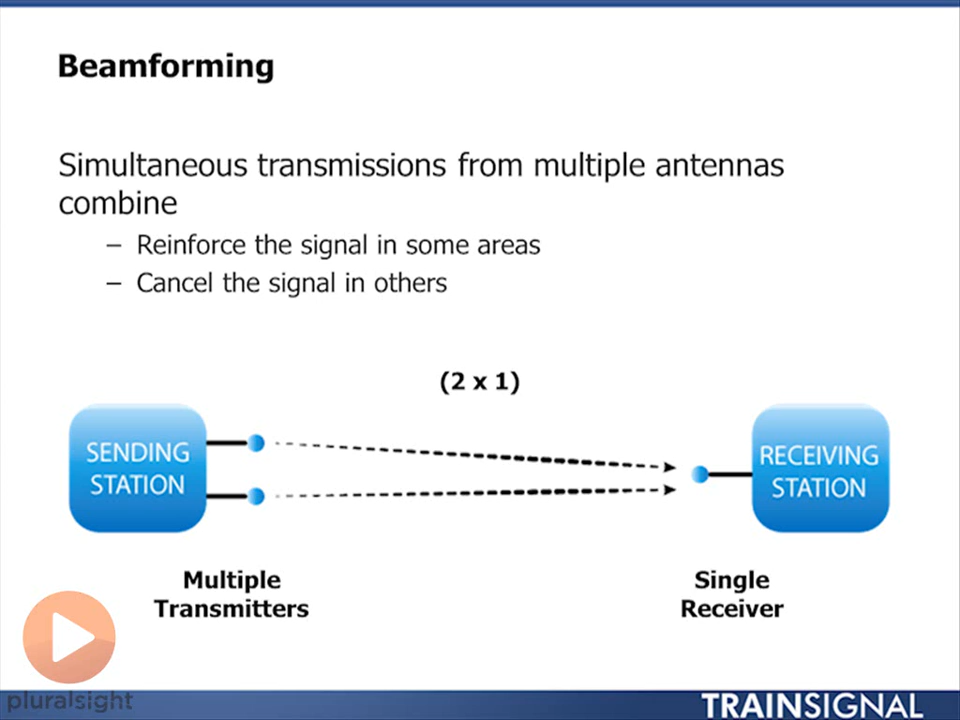 Beamforming
Simultaneous transmissions from multiple antennas
combine
– Reinforce the signal in some areas
– Cancel the signal in others
(2 x 1)
SENDING
STATION
RECEIVING
STATION
Multiple
Transmitters
Single
Receiver
pluralsight
TRAINSIGNAL